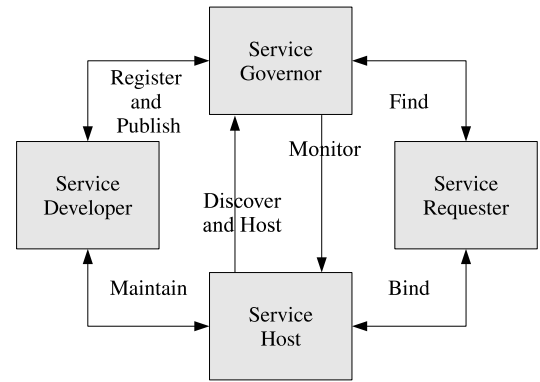 Service
Governor
Register
and
Publish
Find
Monitor
Service
Developer
Service
Requester
Discover
and Host
Maintain
Bind
Service
Host